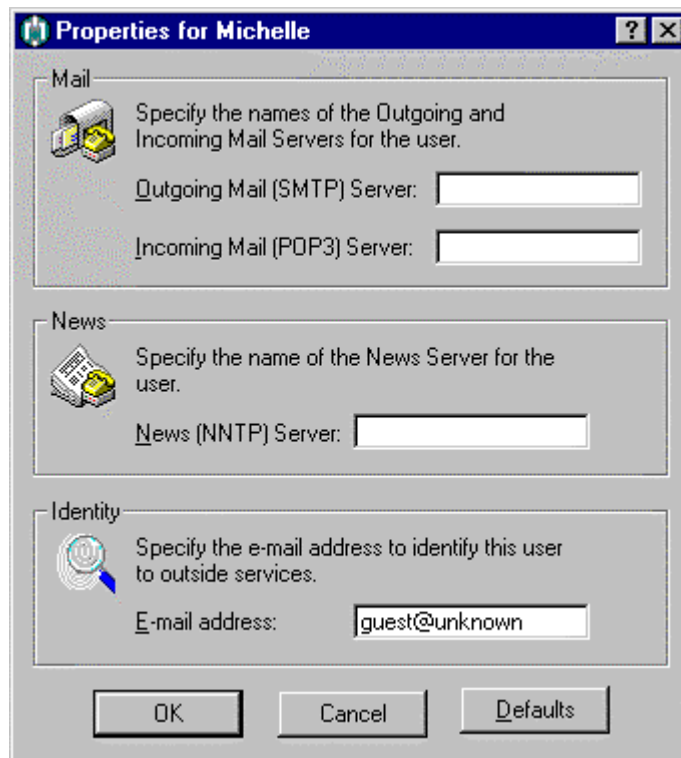 Properties for Michelle
Mail
Specify the names of the Outgoing and
Incoming Mail Servers for the user.
Outgoing Mail (SMTP) Server:
Incoming Mail (POP3) Server:
News
Specify the name of the News Server for the
user.
News (NNTP) Server:
Identity
Specify the e-mail address to identify this user
to outside services.
E-mail address: guest@unknown
OK Cancel Defaults